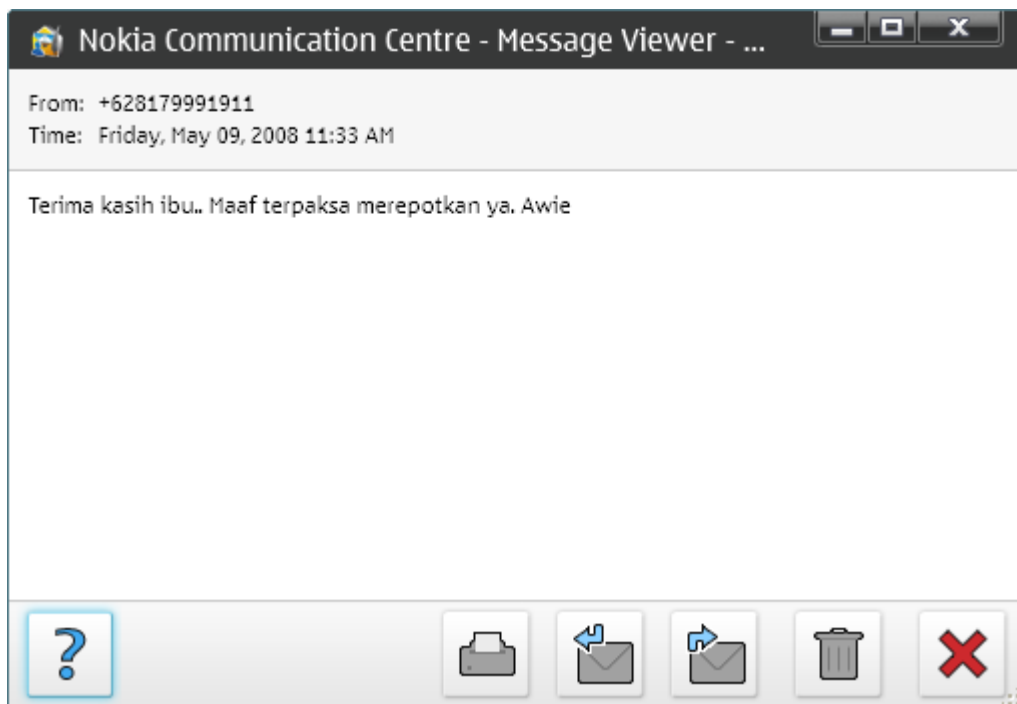 Nokia Communication Centre - Message Viewer - ...
From: +628179991911
Time: Friday, May 09, 2008 11:33 AM
Terima kasih ibu.. Maaf terpaksa merepotkan ya. Awie